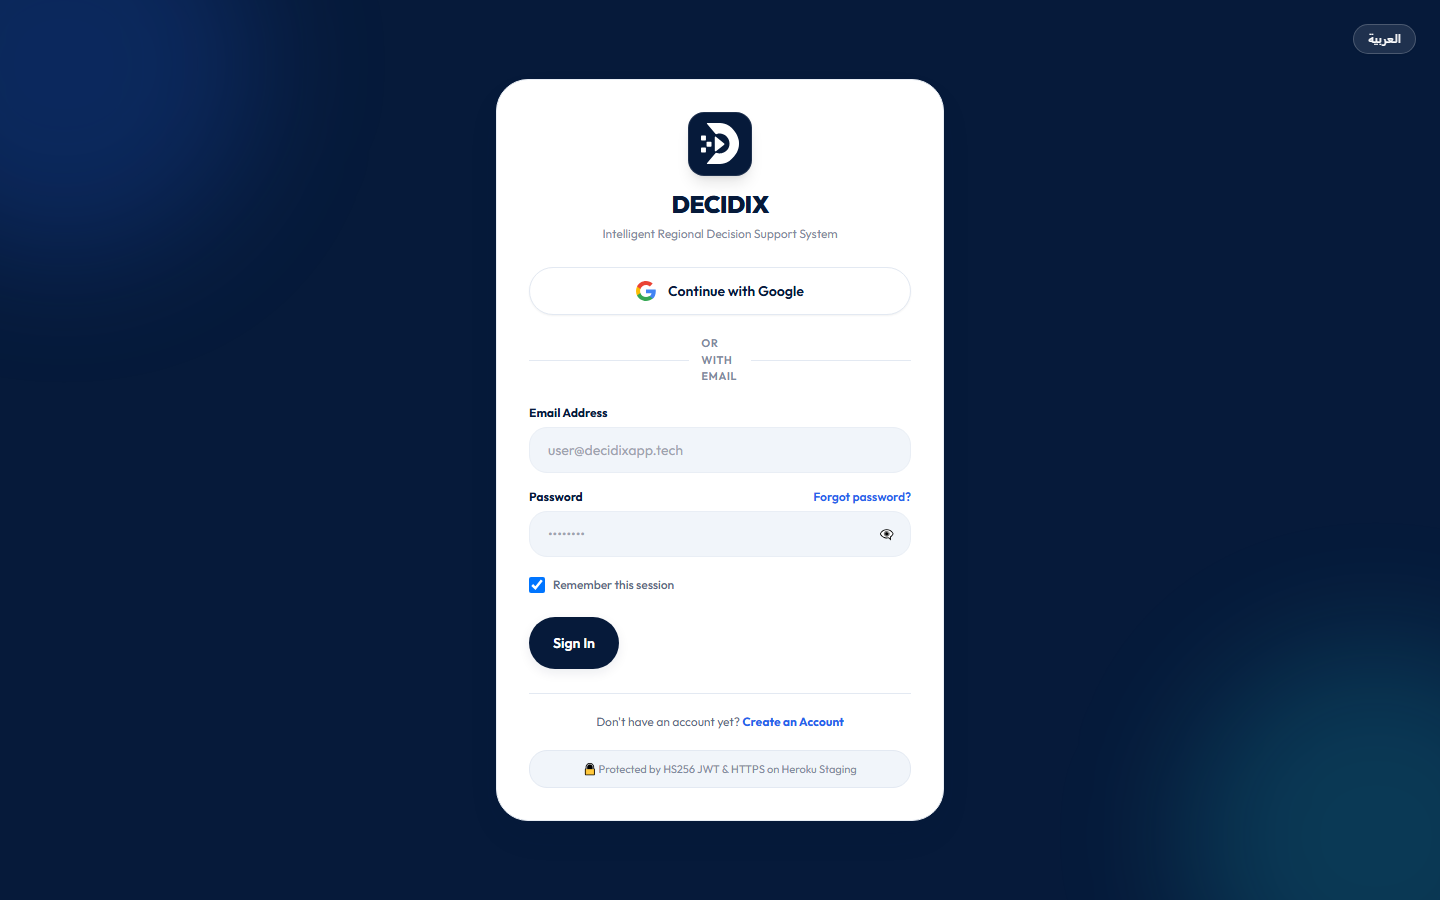 العربية
DECIDIX
Intelligent Regional Decision Support System
Continue with Google
OR
WITH
EMAIL
Email Address
user@decidixapp.tech
Password
Forgot password?
••••••••
Remember this session
Sign In
Don't have an account yet? Create an Account
Protected by HS256 JWT & HTTPS on Heroku Staging